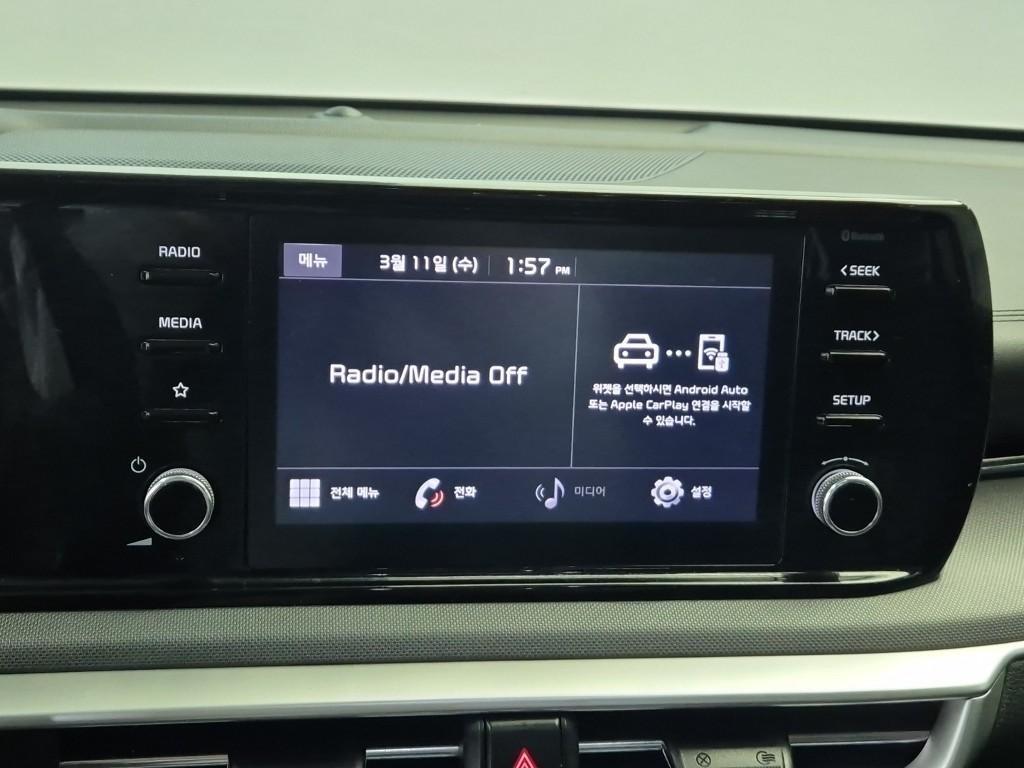 Bluetooth
RADIO
MEDIA
<SEEK
TRACK>
SETUP
메뉴 3월 11일 (수) 1:57 PM
Radio/Media Off
위젯을 선택하시면 Android Auto
또는 Apple CarPlay 연결을 시작할
수 있습니다.
전체 메뉴 전화 미디어 설정